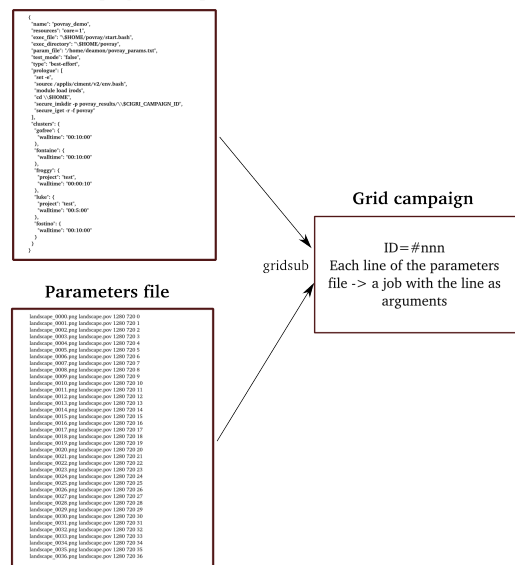 {
"name": "povray_demo",
"resources": "core=1",
"exec_file": "\$HOME/povray/start.bash",
"exec_directory": "\$HOME/povray",
"param_file": "/home/deamon/povray_params.txt",
"test_mode": "false",
"type": "best-effort",
"prologue": [
"set -e",
"source /applis/ciment/v2/env.bash",
"module load irods",
"cd \\$HOME",
"secure_imkdir -p povray_results/\\$CIGRI_CAMPAIGN_ID",
"secure_iget -r -f povray"
],
"clusters": {
"gofree": {
"walltime": "00:10:00"
},
"fontaine": {
"walltime": "00:10:00"
},
"froggy": {
"project": "test",
"walltime": "00:00:10"
},
"luke": {
"project": "test",
"walltime": "00:5:00"
},
"fostino": {
"walltime": "00:10:00"
}
}
}
Grid campaign
gridsub
ID=#nnn
Each line of the parameters
file -> a job with the line as
arguments
Parameters file
landscape_0000.png landscape.pov 1280 720 0
landscape_0001.png landscape.pov 1280 720 1
landscape_0002.png landscape.pov 1280 720 2
landscape_0003.png landscape.pov 1280 720 3
landscape_0004.png landscape.pov 1280 720 4
landscape_0005.png landscape.pov 1280 720 5
landscape_0006.png landscape.pov 1280 720 6
landscape_0007.png landscape.pov 1280 720 7
landscape_0008.png landscape.pov 1280 720 8
landscape_0009.png landscape.pov 1280 720 9
landscape_0010.png landscape.pov 1280 720 10
landscape_0011.png landscape.pov 1280 720 11
landscape_0012.png landscape.pov 1280 720 12
landscape_0013.png landscape.pov 1280 720 13
landscape_0014.png landscape.pov 1280 720 14
landscape_0015.png landscape.pov 1280 720 15
landscape_0016.png landscape.pov 1280 720 16
landscape_0017.png landscape.pov 1280 720 17
landscape_0018.png landscape.pov 1280 720 18
landscape_0019.png landscape.pov 1280 720 19
landscape_0020.png landscape.pov 1280 720 20
landscape_0021.png landscape.pov 1280 720 21
landscape_0022.png landscape.pov 1280 720 22
landscape_0023.png landscape.pov 1280 720 23
landscape_0024.png landscape.pov 1280 720 24
landscape_0025.png landscape.pov 1280 720 25
landscape_0026.png landscape.pov 1280 720 26
landscape_0027.png landscape.pov 1280 720 27
landscape_0028.png landscape.pov 1280 720 28
landscape_0029.png landscape.pov 1280 720 29
landscape_0030.png landscape.pov 1280 720 30
landscape_0031.png landscape.pov 1280 720 31
landscape_0032.png landscape.pov 1280 720 32
landscape_0033.png landscape.pov 1280 720 33
landscape_0034.png landscape.pov 1280 720 34
landscape_0035.png landscape.pov 1280 720 35
landscape_0036.png landscape.pov 1280 720 36